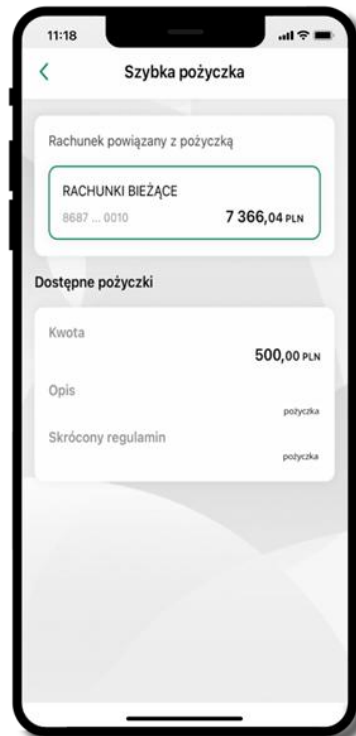 11:18
Szybka pożyczka
Rachunek powiązany z pożyczką
RACHUNKI BIEŻĄCE
8687 ... 0010
7 366,04 PLN
Dostępne pożyczki
Kwota
500,00 PLN
Opis
pożyczka
Skrócony regulamin
pożyczka